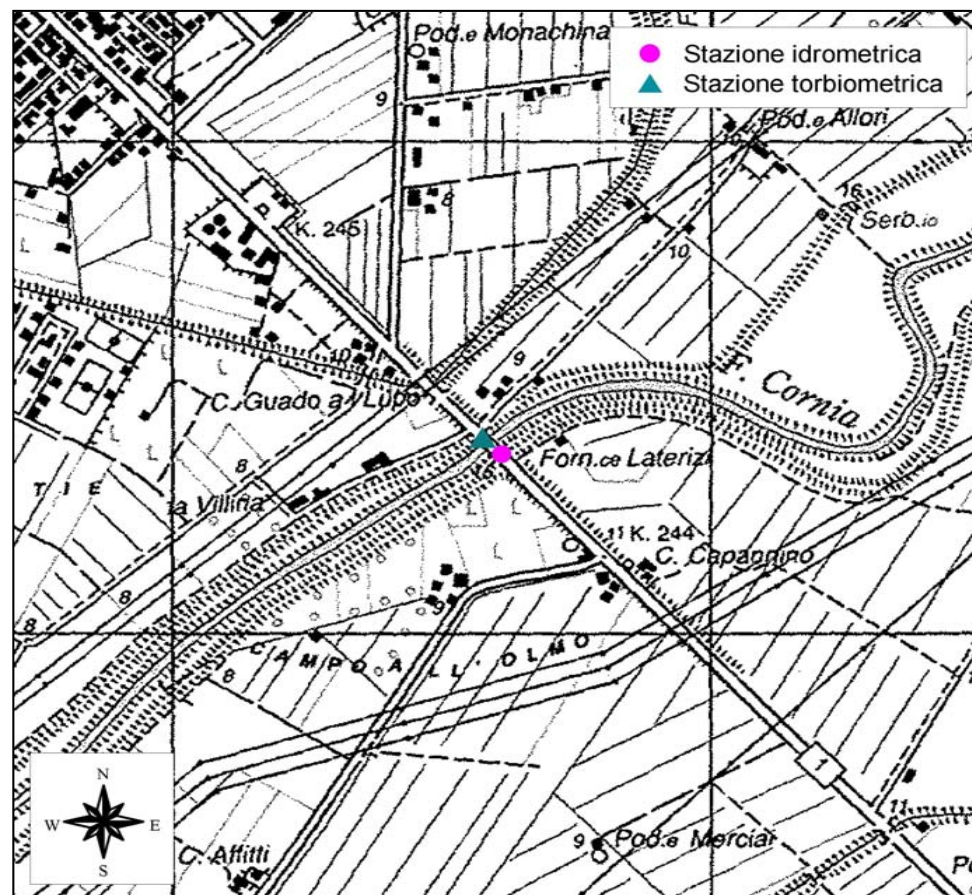 Pod.e Monachina
Stazione idrometrica
Stazione torbiometrica
9
Pod.e Allori
16
Serb.io
8
K. 245
10
10
9
C. Guado a Lupo
F. Cornia
Forn.ce Laterizi
8
T I E
la Villina
K. 244
C. Capannino
8
9
8
CAMPO ALL'OLMO
8
1
N
W E
S
11
9 Pod.e Merciai
C. Affitti